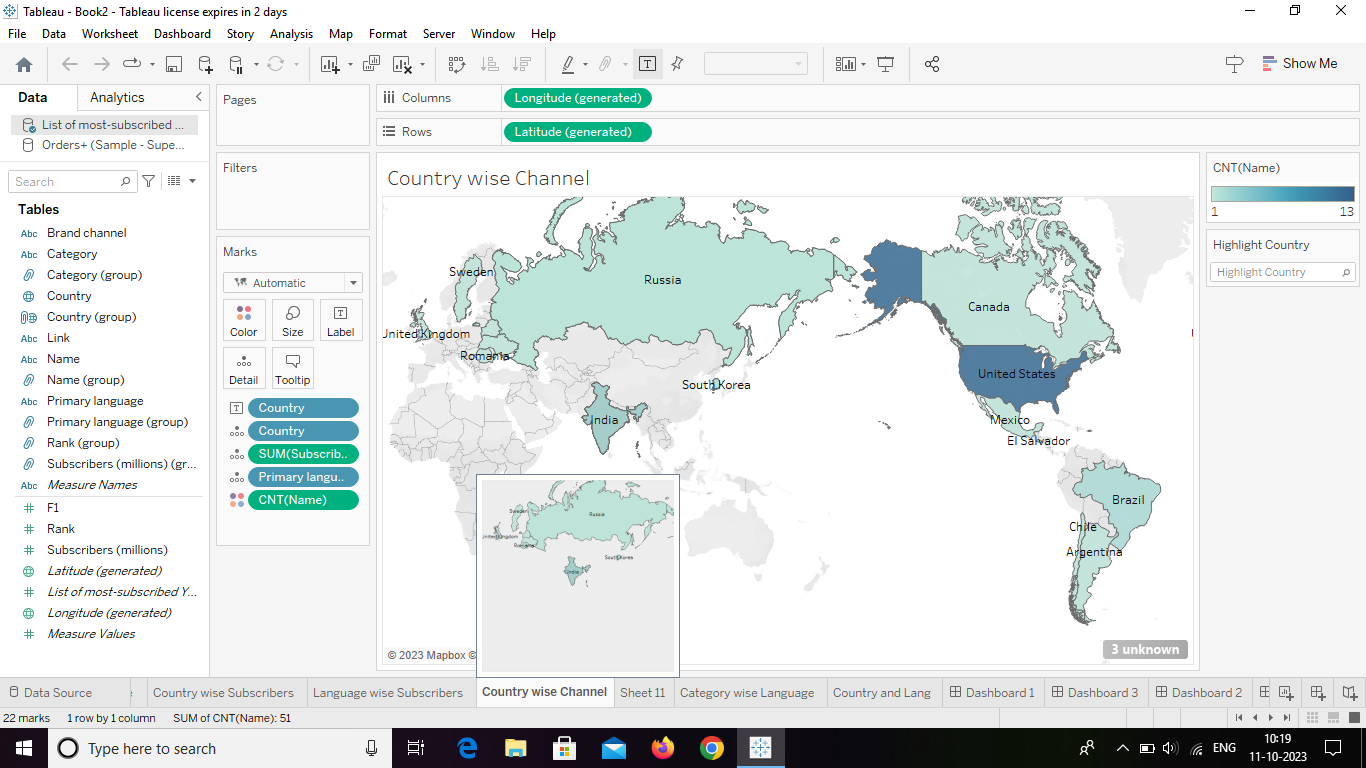 Tableau - Book2 - Tableau license expires in 2 days
File Data Worksheet Dashboard Story Analysis Map Format Server Window Help
Show Me
Data Analytics
List of most-subscribed ...
Orders+ (Sample - Supe...
Search
Tables
Abc Brand channel
Abc Category
Category (group)
Country
Country (group)
Abc Link
Abc Name
Name (group)
Abc Primary language
Primary language (group)
Rank (group)
Subscribers (millions) (gr...
Abc Measure Names
F1
Rank
Subscribers (millions)
Latitude (generated)
List of most-subscribed Y...
Longitude (generated)
Measure Values
Pages
Filters
Marks
Automatic
Color Size Label
Detail Tooltip
Country
Country
SUM(Subscrib..
Primary langu..
CNT(Name)
Columns Longitude (generated)
Rows Latitude (generated)
Country wise Channel
Sweden
Russia
United Kingdom
Romania
South Korea
India
Canada
United States
Mexico
El Salvador
Brazil
Chile
Argentina
Sweden
Russia
United Kingdom
Romania
South Korea
India
© 2023 Mapbox ©
3 unknown
CNT(Name)
1 13
Highlight Country
Highlight Country
Data Source Country wise Subscribers Language wise Subscribers Country wise Channel Sheet 11 Category wise Language Country and Lang Dashboard 1 Dashboard 3 Dashboard 2
22 marks 1 row by 1 column SUM of CNT(Name): 51
Type here to search
ENG
10:19
11-10-2023